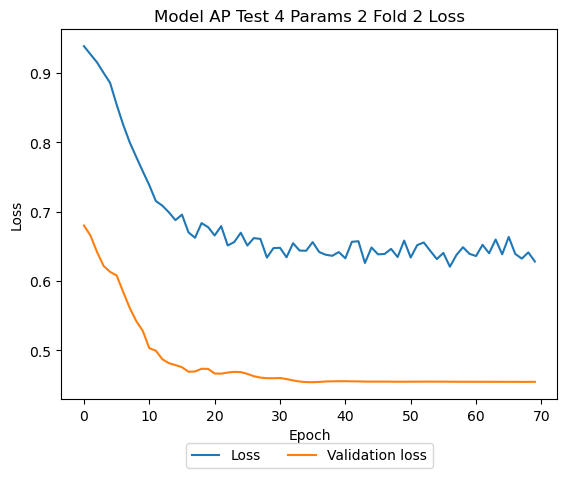 Model AP Test 4 Params 2 Fold 2 Loss
Loss
0.9
0.8
0.7
0.6
0.5
0 10 20 30 40 50 60 70
Epoch
Loss Validation loss